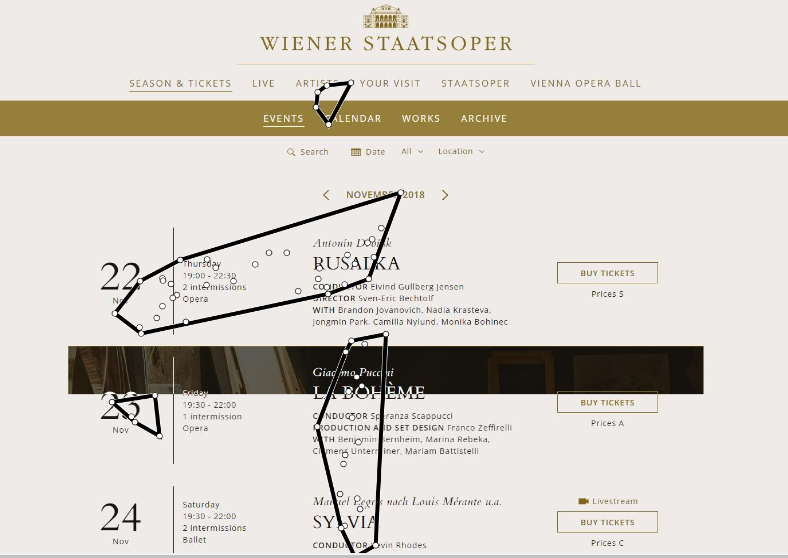 WIENER STAATSOPER
SEASON & TICKETS LIVE YOUR VISIT STAATSOPER VIENNA OPERA BALL
EVENTS WORKS ARCHIVE
Search Date All Location
2018
22
Nov
Thursday
19:00 - 22:30
2 intermissions
Opera
Antonín Dvořák
RUSALKA
CONDUCTOR Eivind Gullberg Jensen
DIRECTOR Sven-Eric Bechtolf
WITH Brandon Jovanovich, Nadia Krasteva,
Jongmin Park, Camilla Nylund, Monika Bohinec
BUY TICKETS
Prices S
23
Nov
Friday
19:30 - 22:00
1 intermission
Opera
Giacomo Puccini
LA BOHÈME
CONDUCTOR Speranza Scappucci
PRODUCTION AND SET DESIGN Franco Zeffirelli
WITH Benjamin Bernheim, Marina Rebeka,
Clemens Unterreiner, Mariam Battistelli
BUY TICKETS
Prices A
24
Nov
Saturday
19:30 - 22:00
2 intermissions
Ballet
Manuel Legris nach Louis Mérante u.a.
SYLVIA
CONDUCTOR Kevin Rhodes
Livestream
BUY TICKETS
Prices C